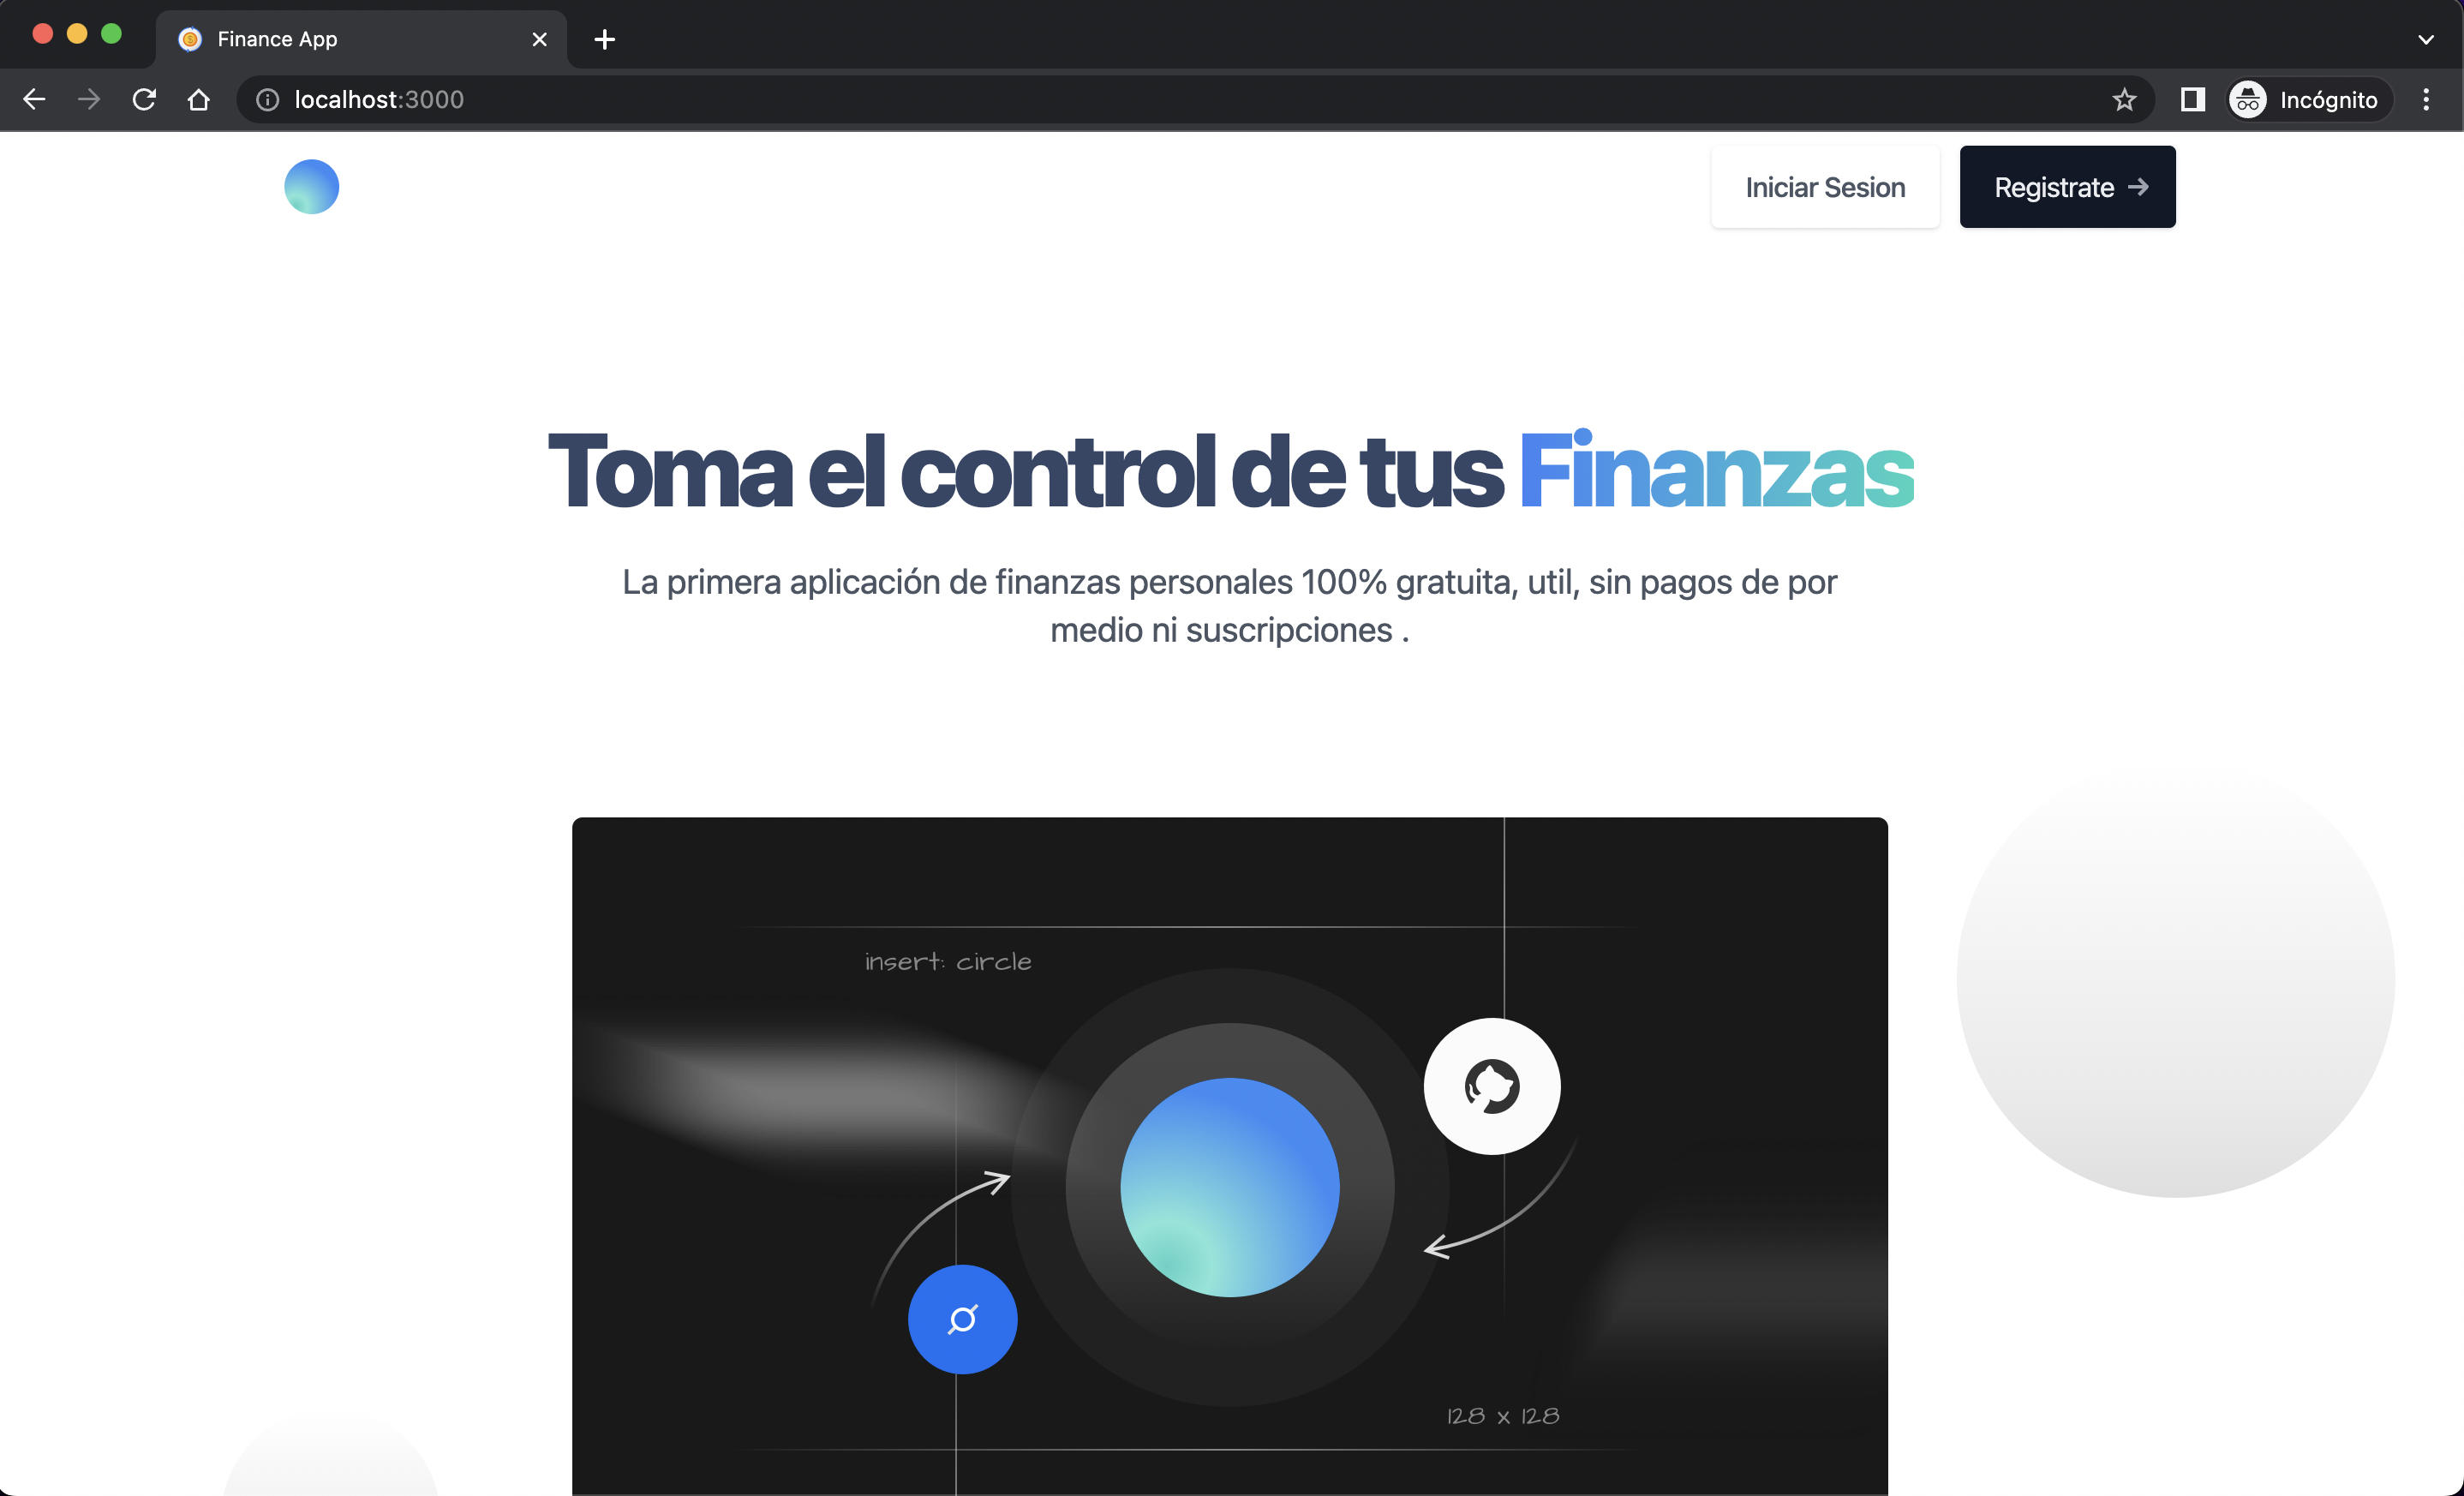 Finance App
localhost:3000
Incógnito
Iniciar Sesion
Registrate →
Toma el control de tus Finanzas
La primera aplicación de finanzas personales 100% gratuita, util, sin pagos de por
medio ni suscripciones .
insert: circle
128 x 128